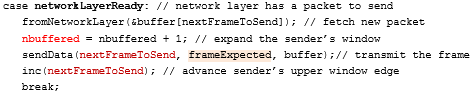 case networkLayerReady: // network layer has a packet to send
fromNetworkLayer(&buffer[nextFrameToSend]); // fetch new packet
nbuffered = nbuffered + 1; // expand the sender's window
sendData(nextFrameToSend, frameExpected, buffer);// transmit the frame
inc(nextFrameToSend); // advance sender's upper window edge
break;